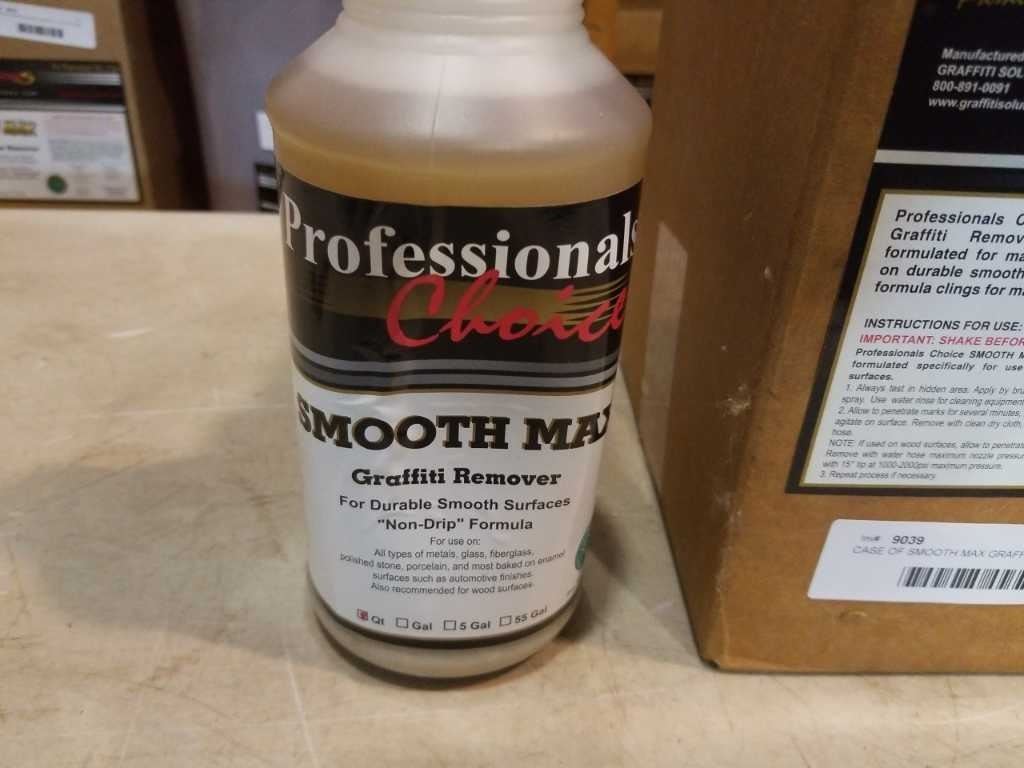 Professionals
Choice
SMOOTH MAX
Graffiti Remover
For Durable Smooth Surfaces
"Non-Drip" Formula
For use on:
All types of metals, glass, fiberglass,
polished stone, porcelain, and most baked on enamel
surfaces such as automotive finishes.
Also recommended for wood surfaces.
Qt Gal 5 Gal 55 Gal
Manufactured
GRAFFITI SOL
800-891-0091
www.graffitisolu
Professionals C
Graffiti Remov
formulated for ma
on durable smooth
formula clings for ma
INSTRUCTIONS FOR USE:
IMPORTANT: SHAKE BEFOR
Professionals Choice SMOOTH M
formulated specifically for use
surfaces.
1. Always test in hidden area. Apply by bru
spray. Use water rinse for cleaning equipmen
2. Allow to penetrate marks for several minutes,
agitate on surface. Remove with clean dry cloth,
hose.
NOTE: If used on wood surfaces, allow to penetra
Remove with water hose maximum nozzle pressu
with 15° tip at 1000-2000psi maximum pressure.
3. Repeat process if necessary.
Inv# 9039
CASE OF SMOOTH MAX GRAFF